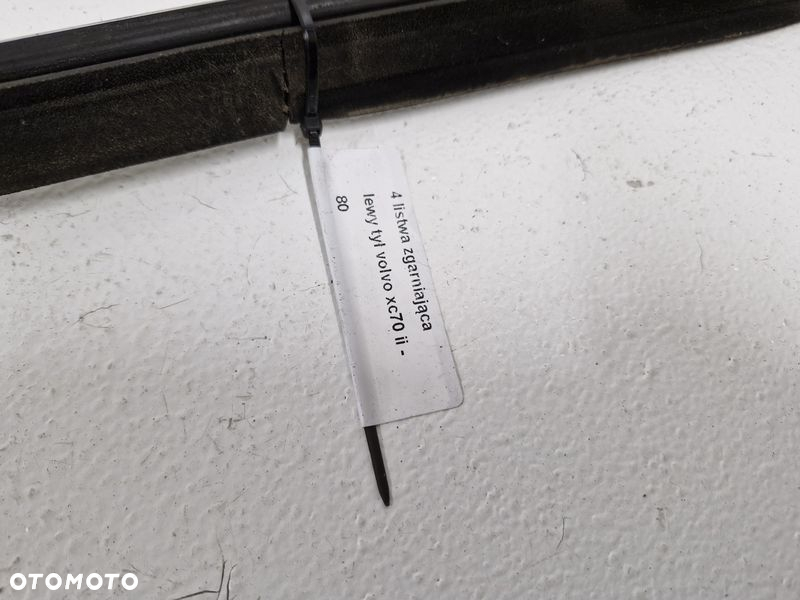 4 listwa zgarniająca
lewy tył volvo xc70 ii -
80
OTOMOTO